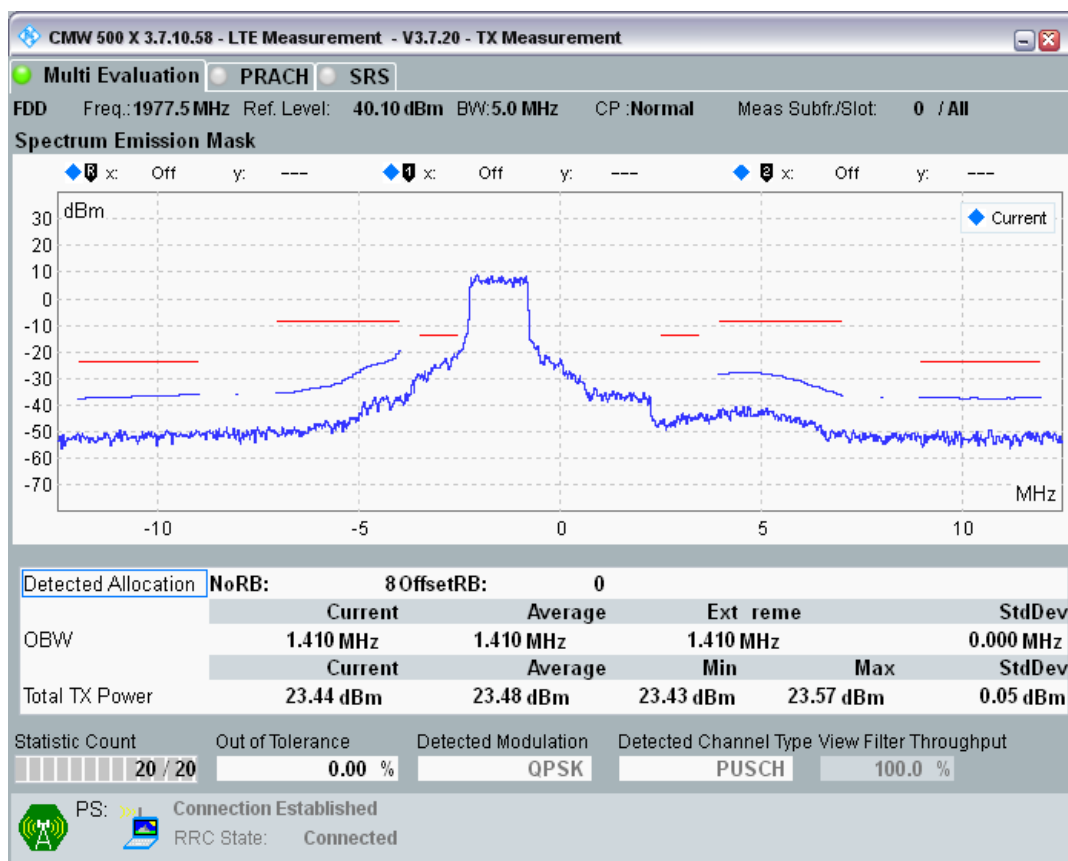 CMW 500 X 3.7.10.58 - LTE Measurement - V3.7.20 - TX Measurement
Multi Evaluation PRACH SRS
FDD Freq.: 1977.5 MHz Ref. Level: 40.10 dBm BW: 5.0 MHz CP :Normal Meas Subfr./Slot: 0 / All
Spectrum Emission Mask
R x: Off y: --- 1 x: Off y: --- 2 x: Off y: ---
dBm
Current
30
20
10
0
-10
-20
-30
-40
-50
-60
-70
MHz
-10 -5 0 5 10
Detected Allocation NoRB: 8 OffsetRB: 0
Current Average Ext reme StdDev
OBW 1.410 MHz 1.410 MHz 1.410 MHz 0.000 MHz
Current Average Min Max StdDev
Total TX Power 23.44 dBm 23.48 dBm 23.43 dBm 23.57 dBm 0.05 dBm
Statistic Count Out of Tolerance Detected Modulation Detected Channel Type View Filter Throughput
20 / 20 0.00 % QPSK PUSCH 100.0 %
PS: Connection Established
RRC State: Connected